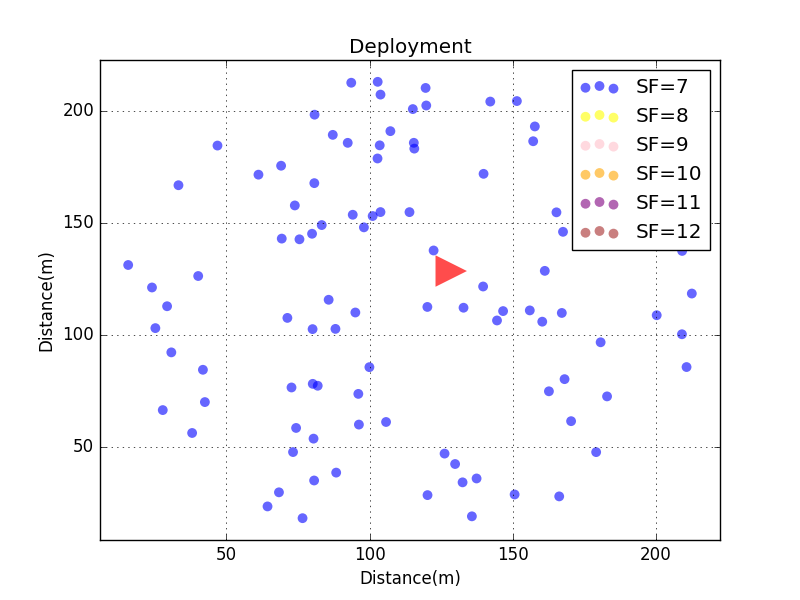 Deployment
SF=7
SF=8
SF=9
SF=10
SF=11
SF=12
200
150
100
50
Distance(m)
50 100 150 200
Distance(m)